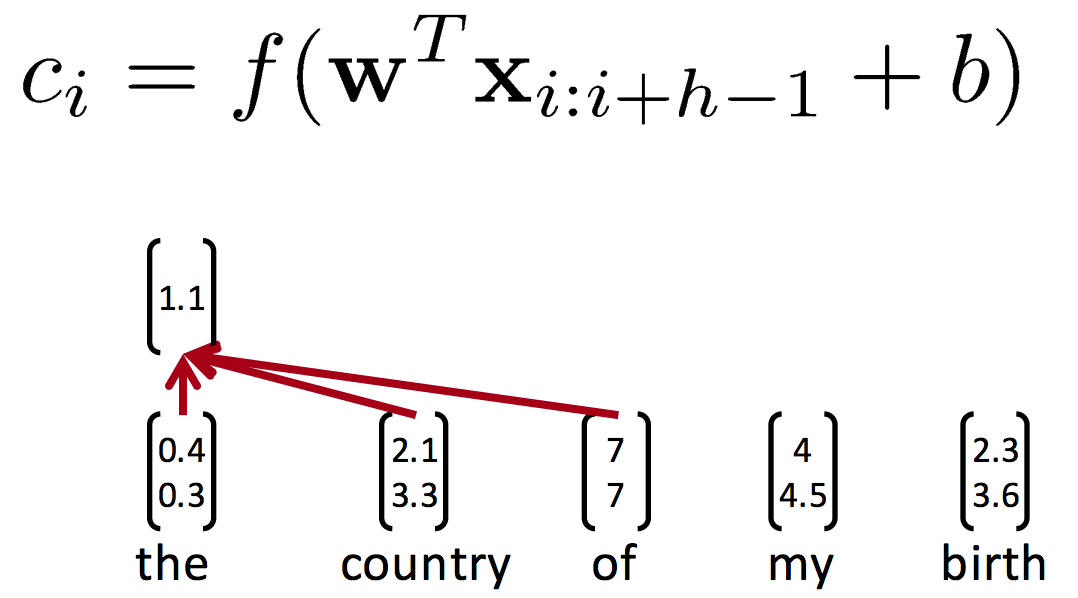 c_i = f(w^T x_{i:i+h−1} + b)
1.1
0.4 2.1 7 4 2.3
0.3 3.3 7 4.5 3.6
the country of my birth